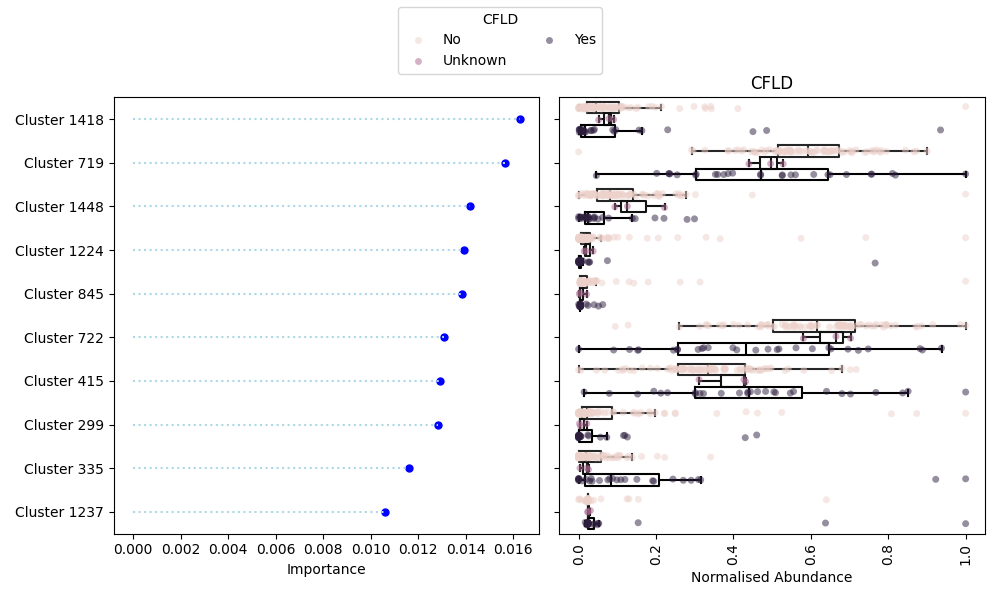 CFLD
No
Yes
Unknown
CFLD
Cluster 1418
Cluster 719
Cluster 1448
Cluster 1224
Cluster 845
Cluster 722
Cluster 415
Cluster 299
Cluster 335
Cluster 1237
0.000 0.002 0.004 0.006 0.008 0.010 0.012 0.014 0.016
Importance
0.0 0.2 0.4 0.6 0.8 1.0
Normalised Abundance